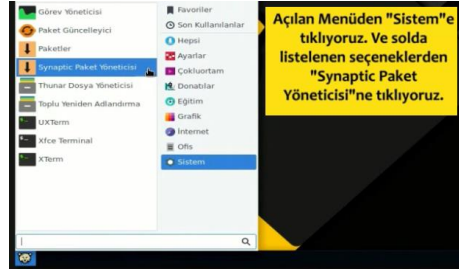 Görev Yöneticisi
Paket Güncelleyici
Paketler
Synaptic Paket Yöneticisi
Thunar Dosya Yöneticisi
Toplu Yeniden Adlandırma
UXTerm
Xfce Terminal
XTerm
Favoriler
Son Kullanılanlar
Hepsi
Ayarlar
Çokluortam
Donatılar
Eğitim
Grafik
İnternet
Ofis
Sistem
Açılan Menüden "Sistem"e
tıklıyoruz. Ve solda
listelenen seçeneklerden
"Synaptic Paket
Yöneticisi"ne tıklıyoruz.